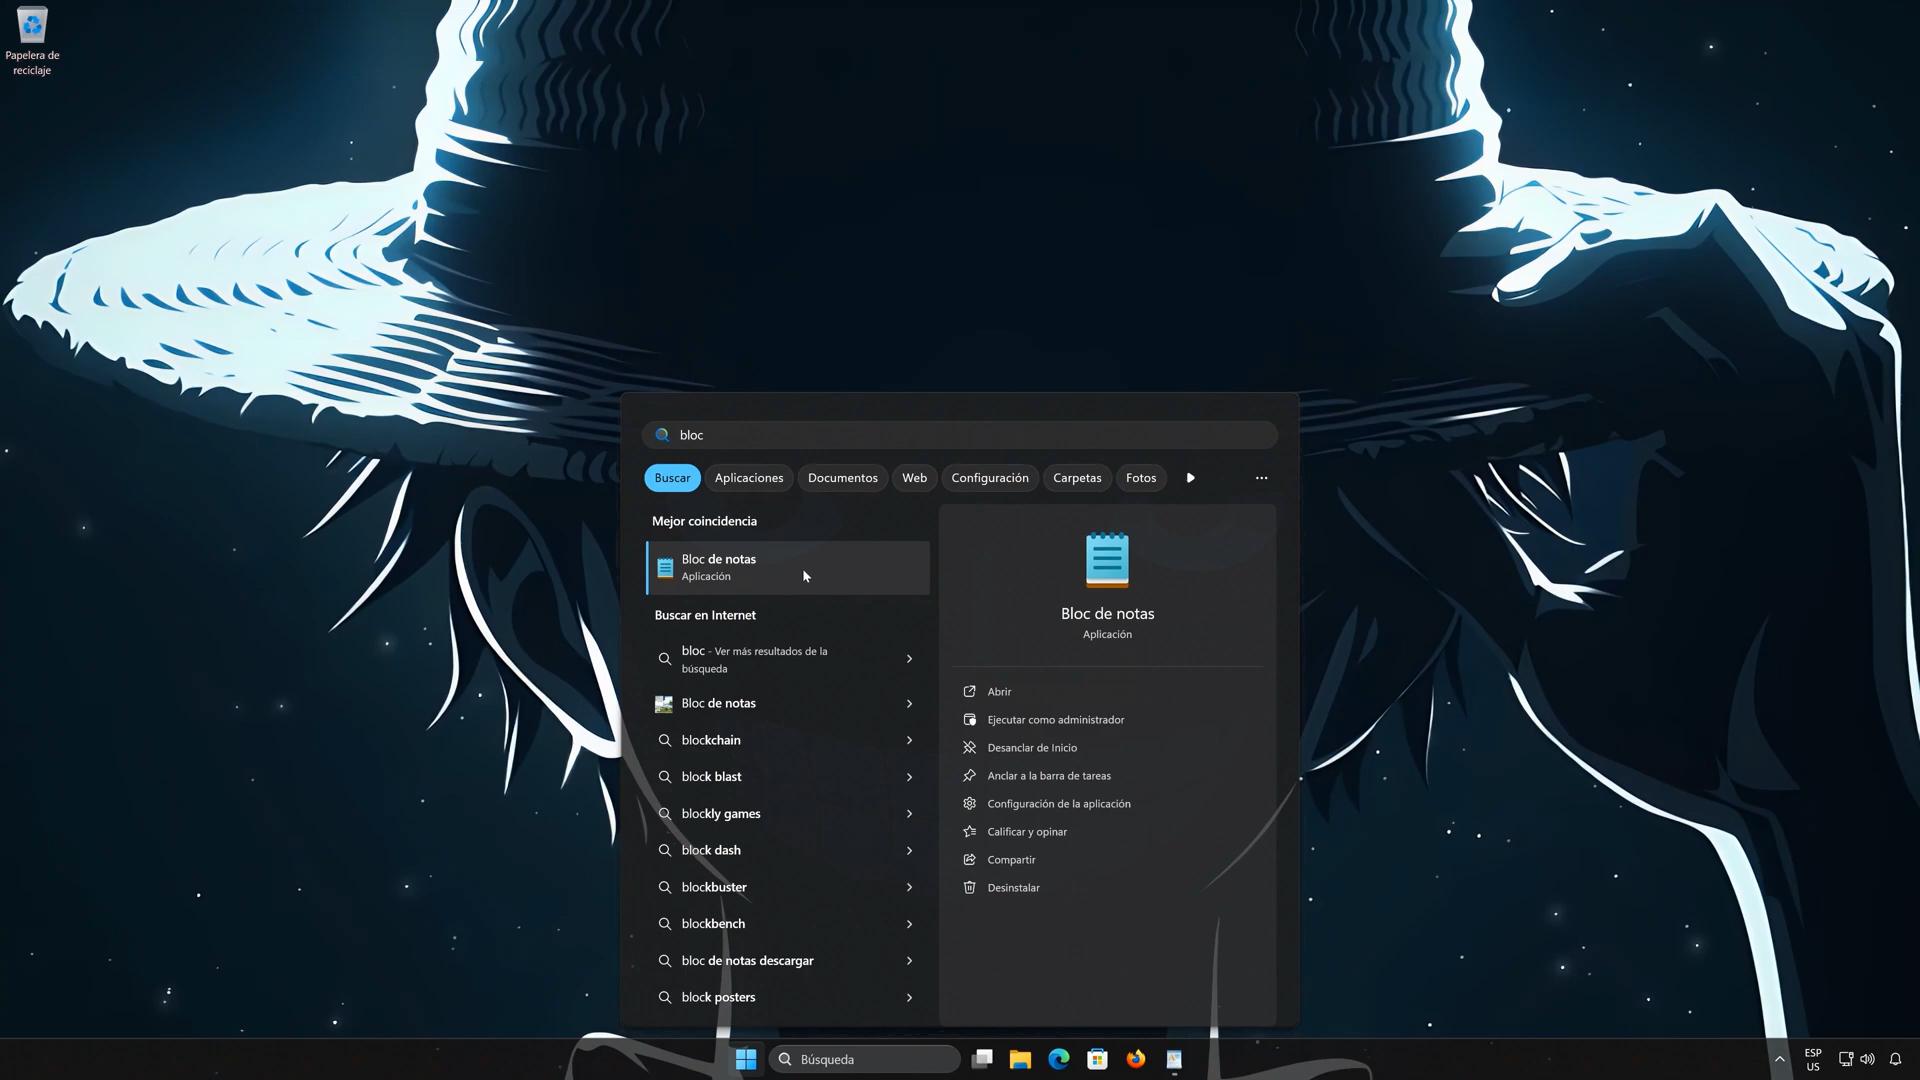 Papelera de
reciclaje
bloc
Buscar
Aplicaciones
Documentos
Web
Configuración
Carpetas
Fotos
Mejor coincidencia
Bloc de notas
Aplicación
Buscar en Internet
bloc - Ver más resultados de la
búsqueda
Bloc de notas
blockchain
block blast
blockly games
block dash
blockbuster
blockbench
bloc de notas descargar
block posters
Bloc de notas
Aplicación
Abrir
Ejecutar como administrador
Desanclar de Inicio
Anclar a la barra de tareas
Configuración de la aplicación
Calificar y opinar
Compartir
Desinstalar
Búsqueda
ESP
US